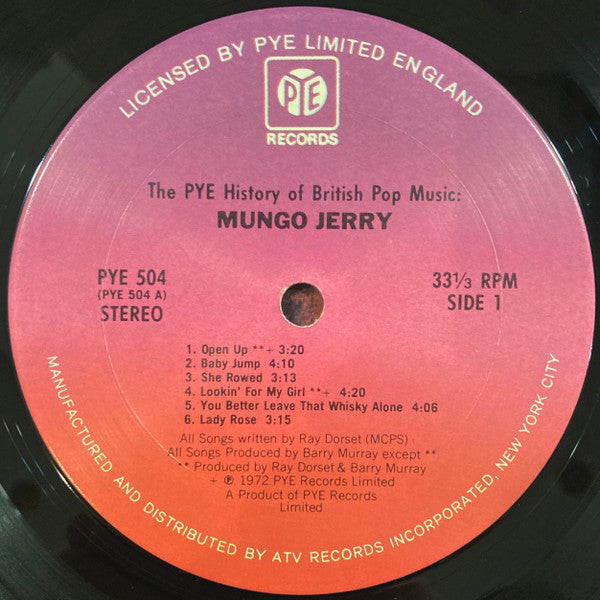 LICENSED BY PYE LIMITED ENGLAND
PYE
RECORDS
The PYE History of British Pop Music:
MUNGO JERRY
PYE 504
(PYE 504 A)
STEREO
33⅓ RPM
SIDE 1
1. Open Up **+ 3:20
2. Baby Jump 4:10
3. She Rowed 3:13
4. Lookin' For My Girl **+ 4:20
5. You Better Leave That Whisky Alone 4:06
6. Lady Rose 3:15
All Songs written by Ray Dorset (MCPS)
All Songs Produced by Barry Murray except **
** Produced by Ray Dorset & Barry Murray
+ ℗ 1972 PYE Records Limited
A Product of PYE Records
Limited
MANUFACTURED AND DISTRIBUTED BY ATV RECORDS INCORPORATED, NEW YORK CITY